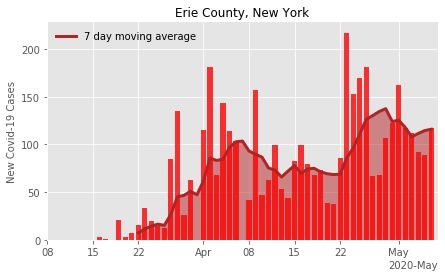 Erie County, New York
7 day moving average
New Covid-19 Cases
200
150
100
50
0
08 15 22 Apr 08 15 22 May
2020-May